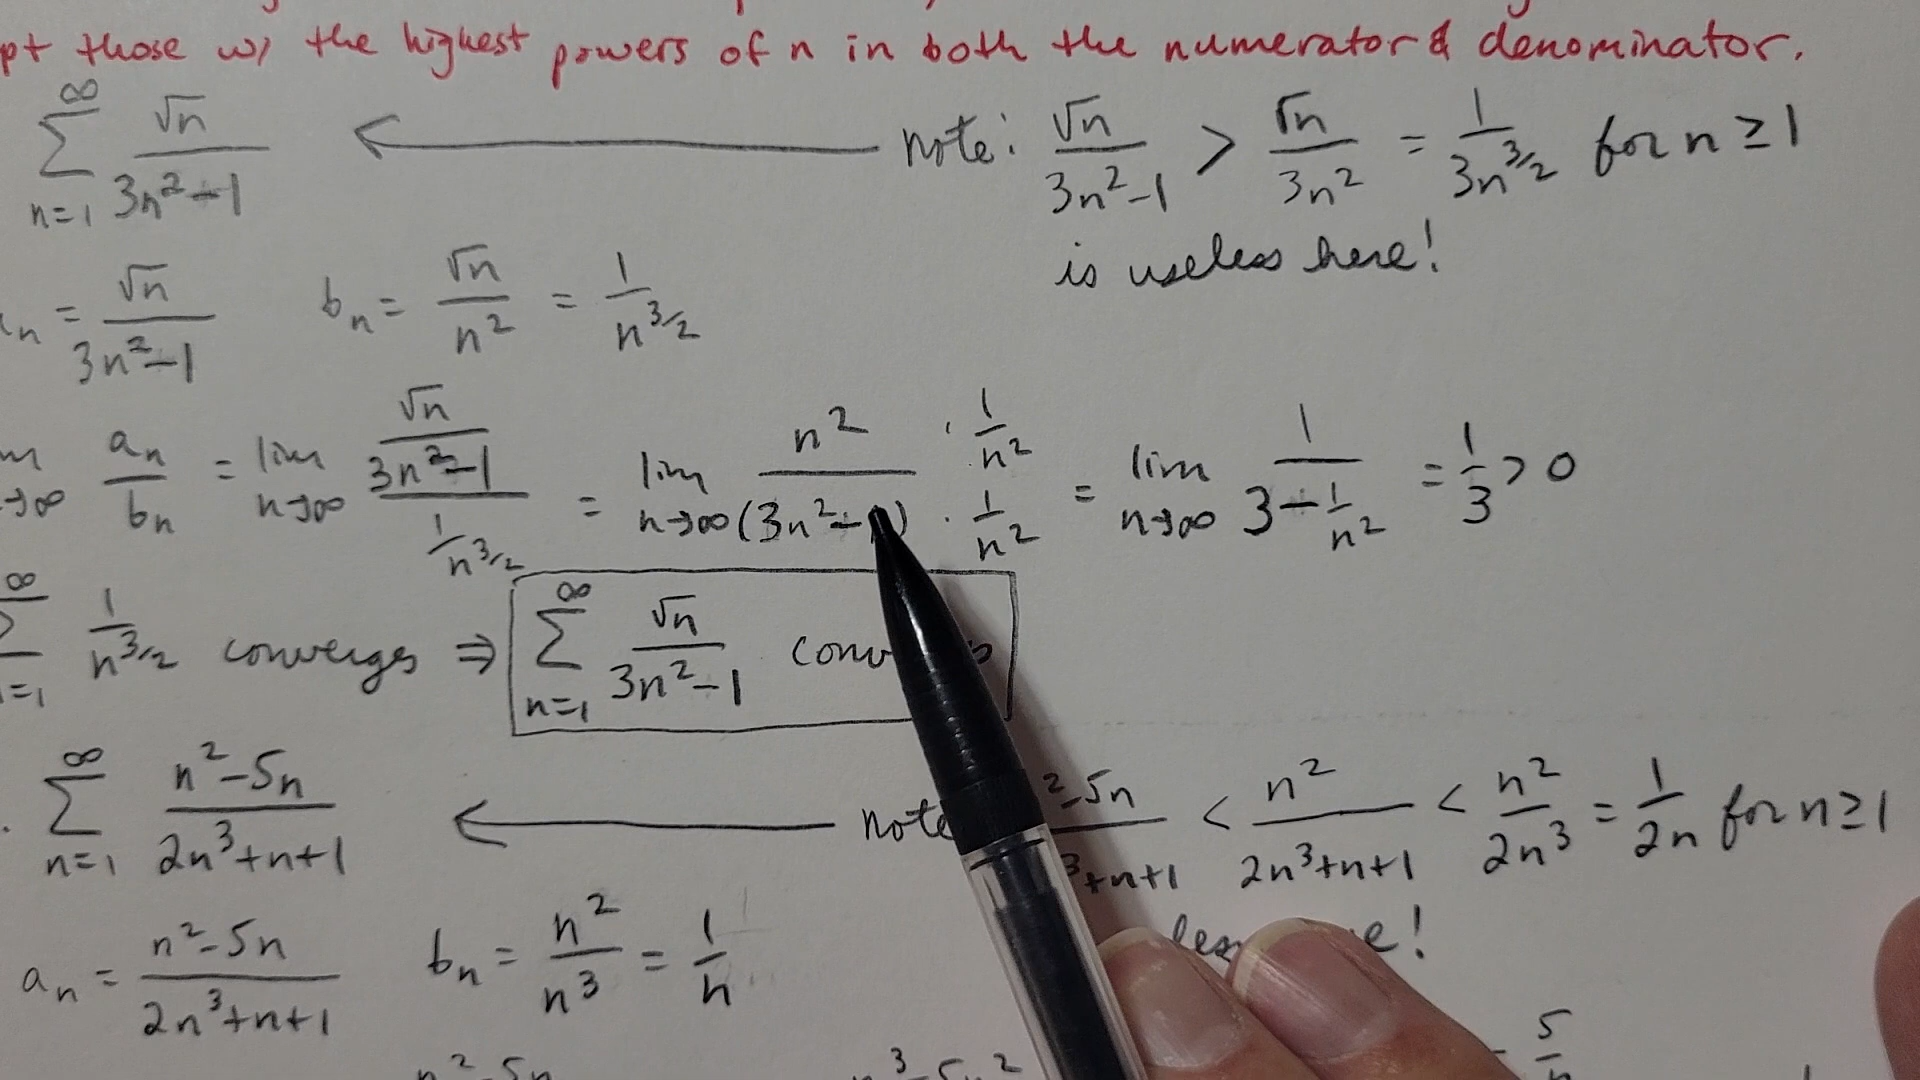 pt those w/ the highest powers of n in both the numerator & denominator.
∞ Σ n=1 √n / 3n²-1 ← note: √n / 3n²-1 > √n / 3n² = 1 / 3n^3/2 for n ≥ 1
is useless here!
n = √n / 3n²-1 bn = √n / n² = 1 / n^3/2
→∞ an / bn = lim n→∞ (√n / 3n²-1) / (1 / n^3/2) = lim n→∞ n² / (3n²- ) · (1/n²) / (1/n²) = lim n→∞ 1 / (3 - 1/n²) = 1/3 > 0
∞ Σ =1 1 / n^3/2 converges ⇒ ∞ Σ n=1 √n / 3n²-1 conv
. ∞ Σ n=1 n²-5n / 2n³+n+1 ← note ²-5n / ³+n+1 < n² / 2n³+n+1 < n² / 2n³ = 1 / 2n for n ≥ 1
e!
an = n²-5n / 2n³+n+1 bn = n² / n³ = 1 / n